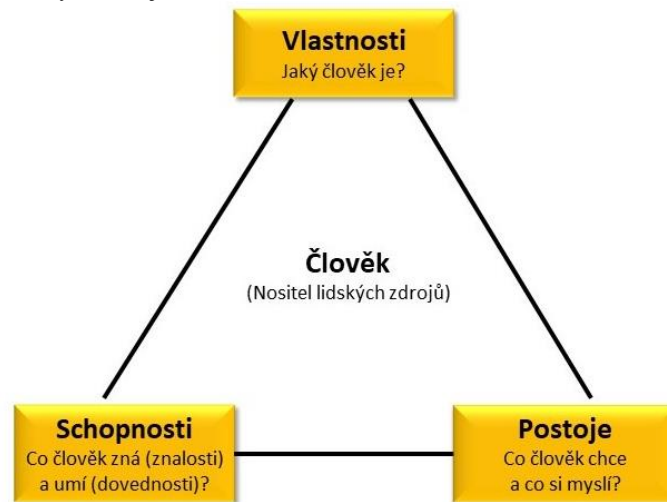 Vlastnosti
Jaký člověk je?
Člověk
(Nositel lidských zdrojů)
Schopnosti
Co člověk zná (znalosti)
a umí (dovednosti)?
Postoje
Co člověk chce
a co si myslí?